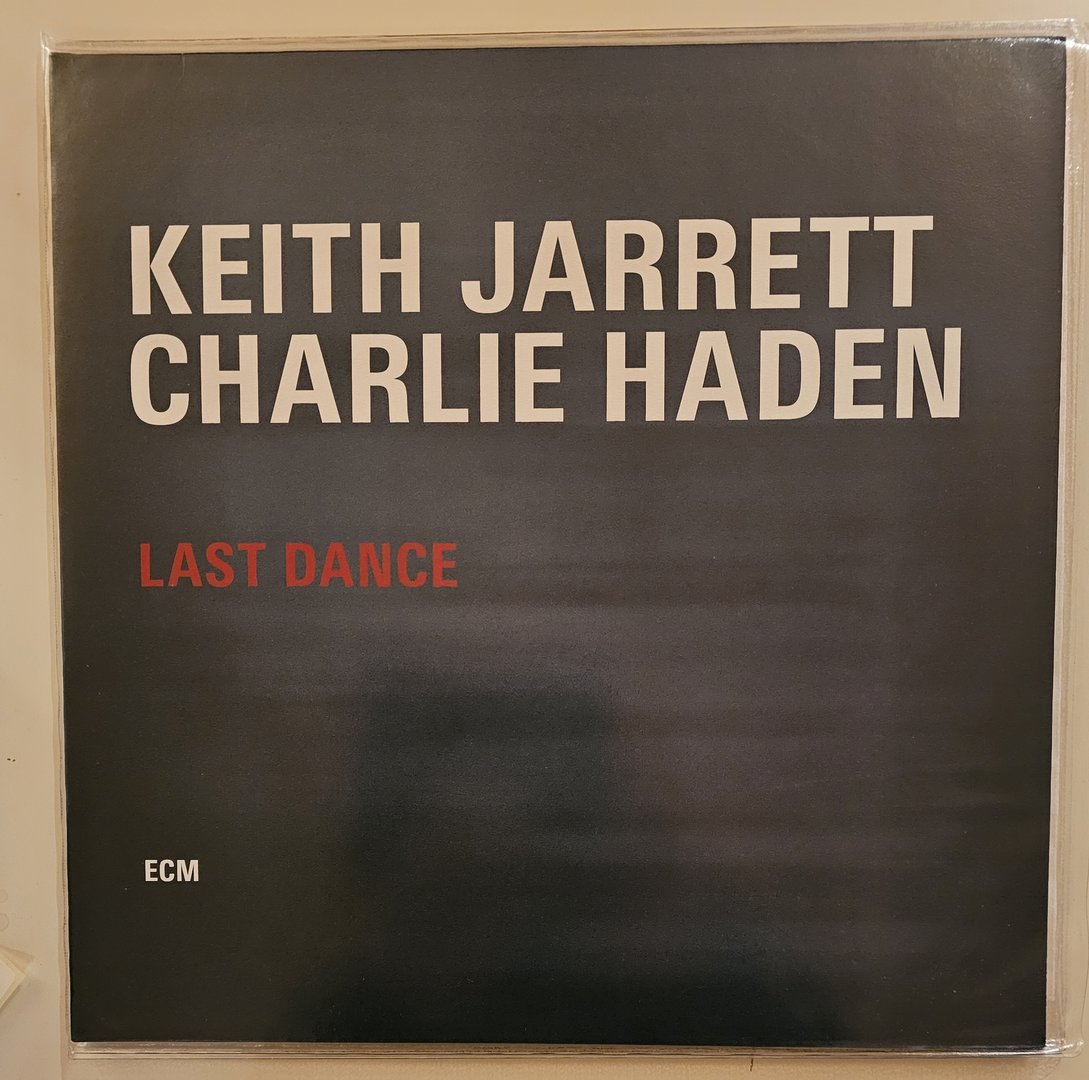 KEITH JARRETT
CHARLIE HADEN
LAST DANCE
ECM